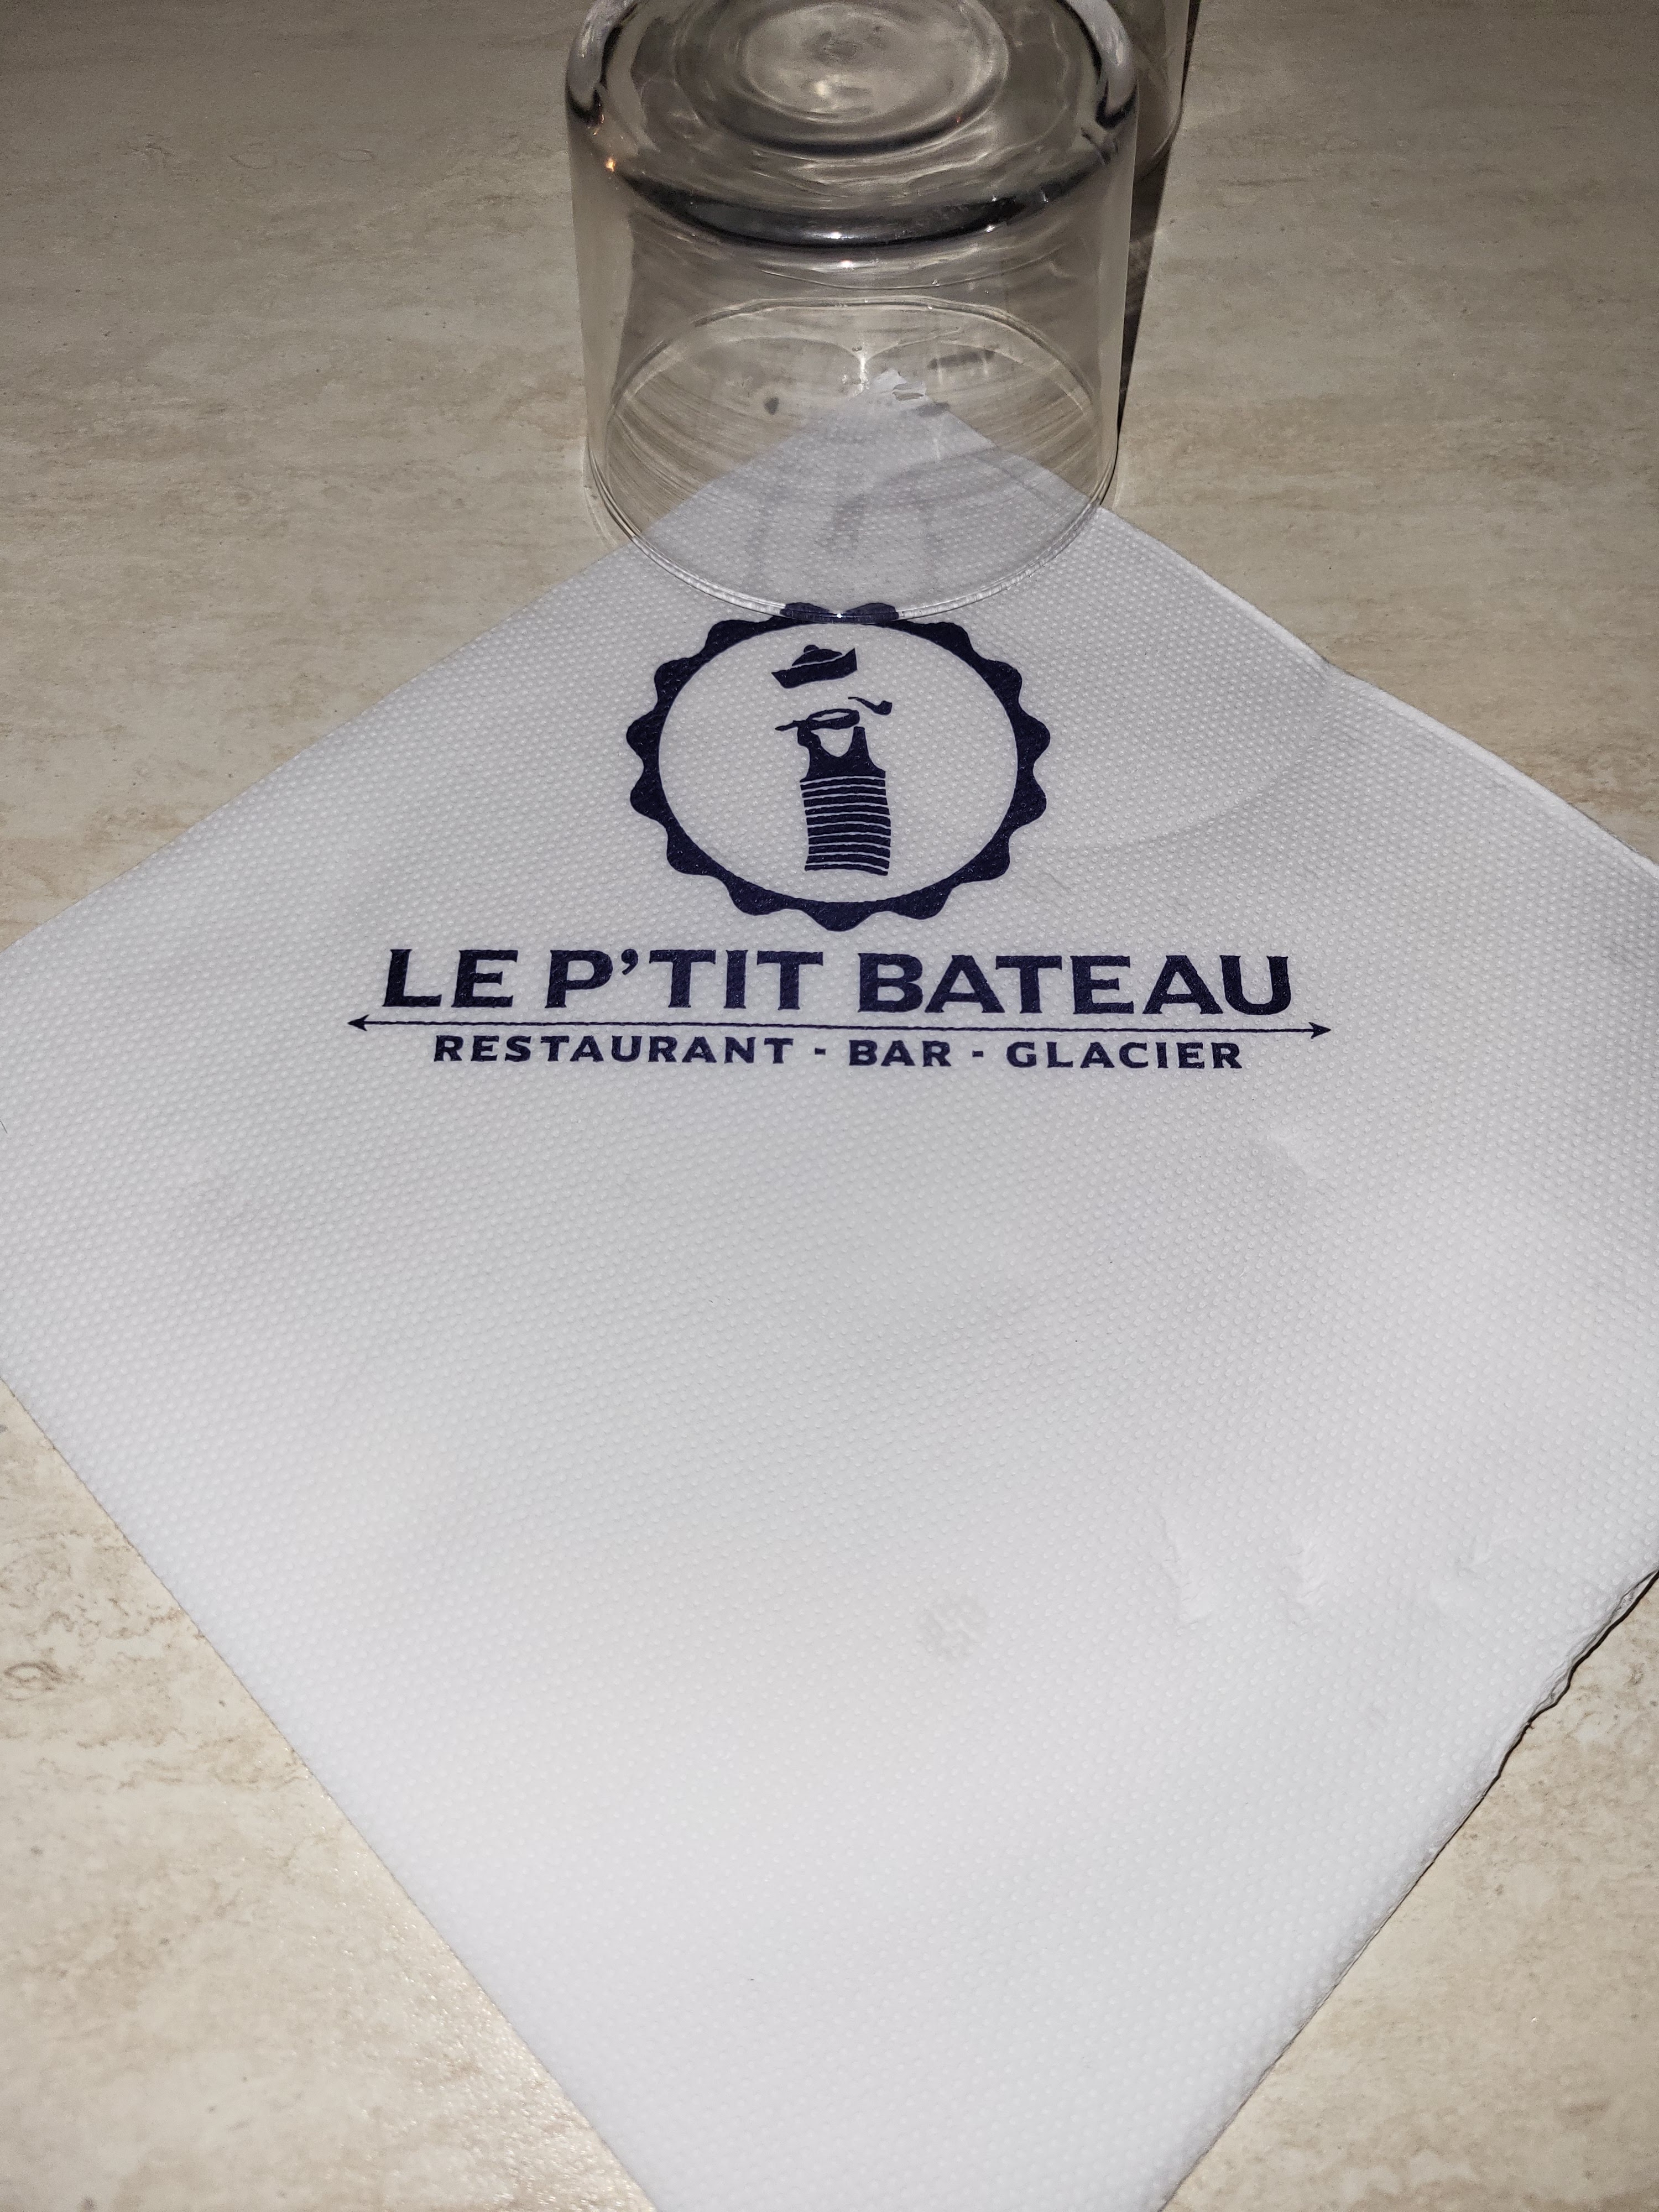 LE P'TIT BATEAU
RESTAURANT - BAR - GLACIER